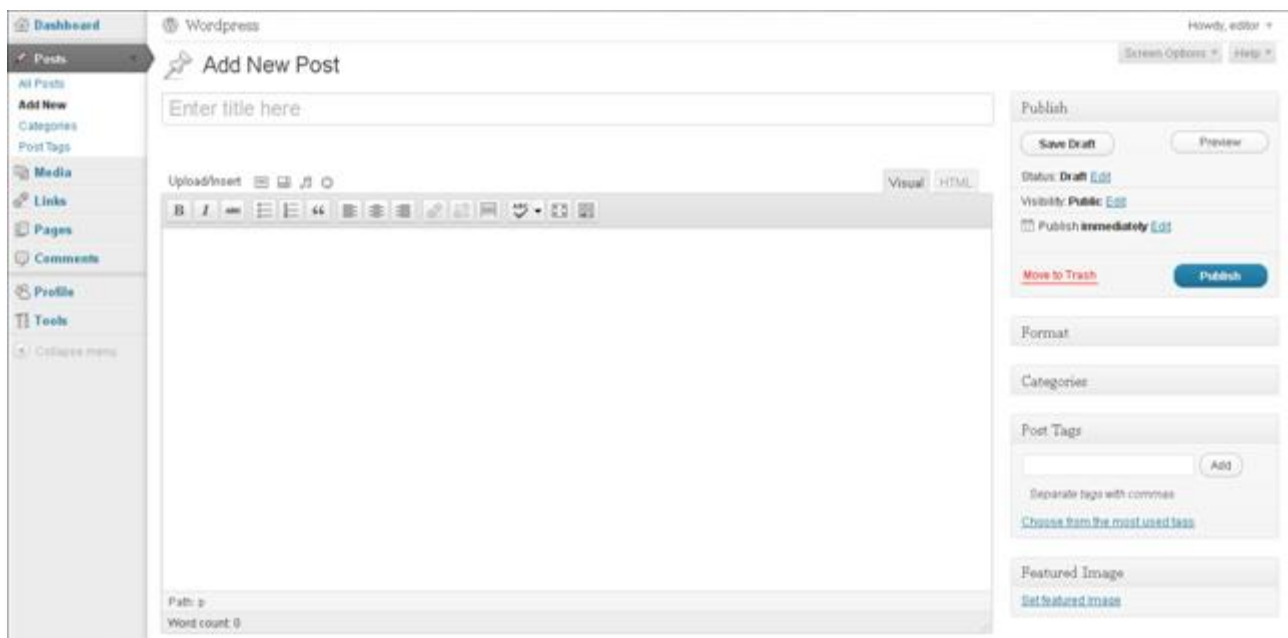 Dashboard
Posts
All Posts
Add New
Categories
Post Tags
Media
Links
Pages
Comments
Profile
Tools
Collapse menu
Wordpress
Howdy, editor
Add New Post
Screen Options
Help
Enter title here
Upload/Insert
Visual
HTML
B I ABC
ABC
Path: p
Word count: 0
Publish
Save Draft
Preview
Status: Draft Edit
Visibility: Public Edit
Publish immediately Edit
Move to Trash
Publish
Format
Categories
Post Tags
Add
Separate tags with commas
Choose from the most used tags
Featured Image
Set featured image